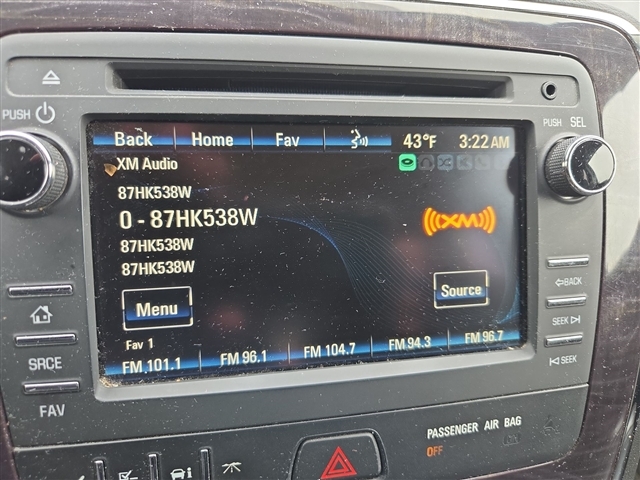 PUSH
PUSH SEL
Back Home Fav 43°F 3:22 AM
XM Audio
87HK538W
0 - 87HK538W
87HK538W
87HK538W
((XM))
Menu
Source
Fav 1
FM 101.1 FM 96.1 FM 104.7 FM 94.3 FM 96.7
BACK
SEEK
SEEK
SRCE
FAV
PASSENGER AIR BAG
OFF